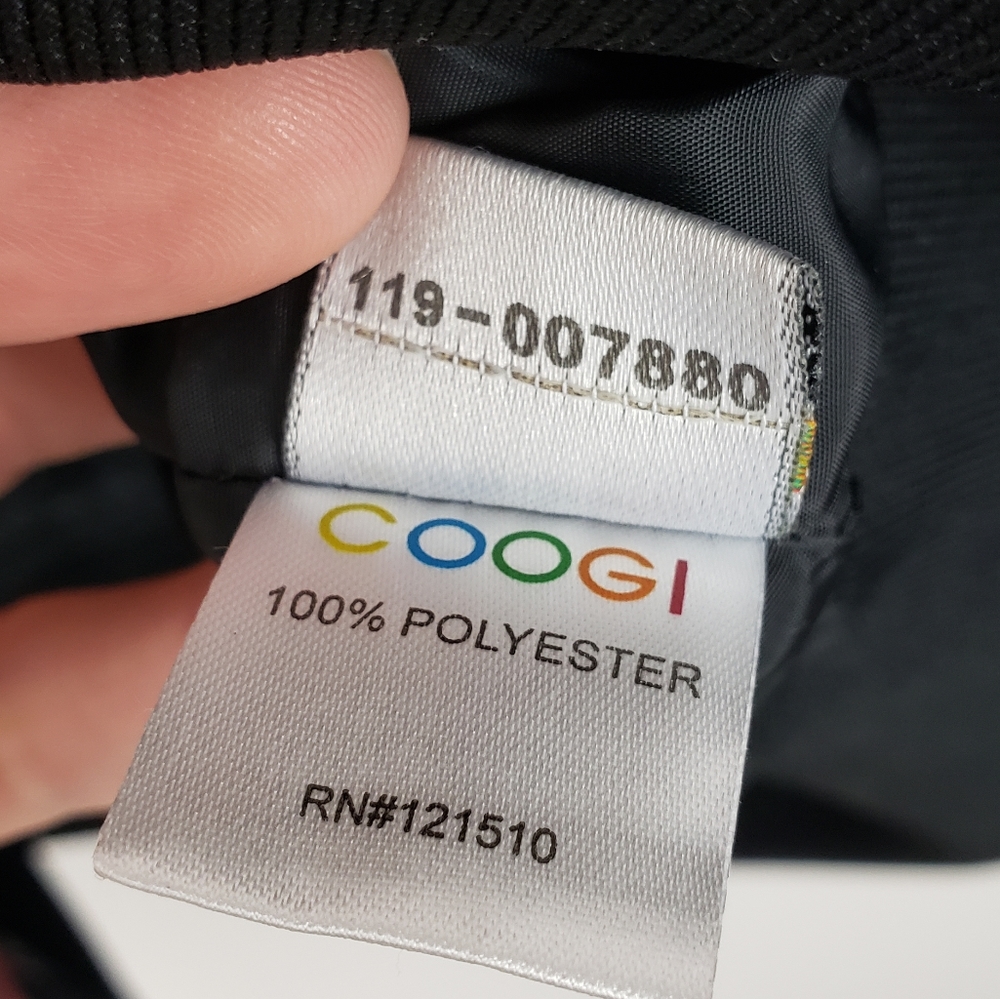 119-007880
COOGI
100% POLYESTER
RN#121510